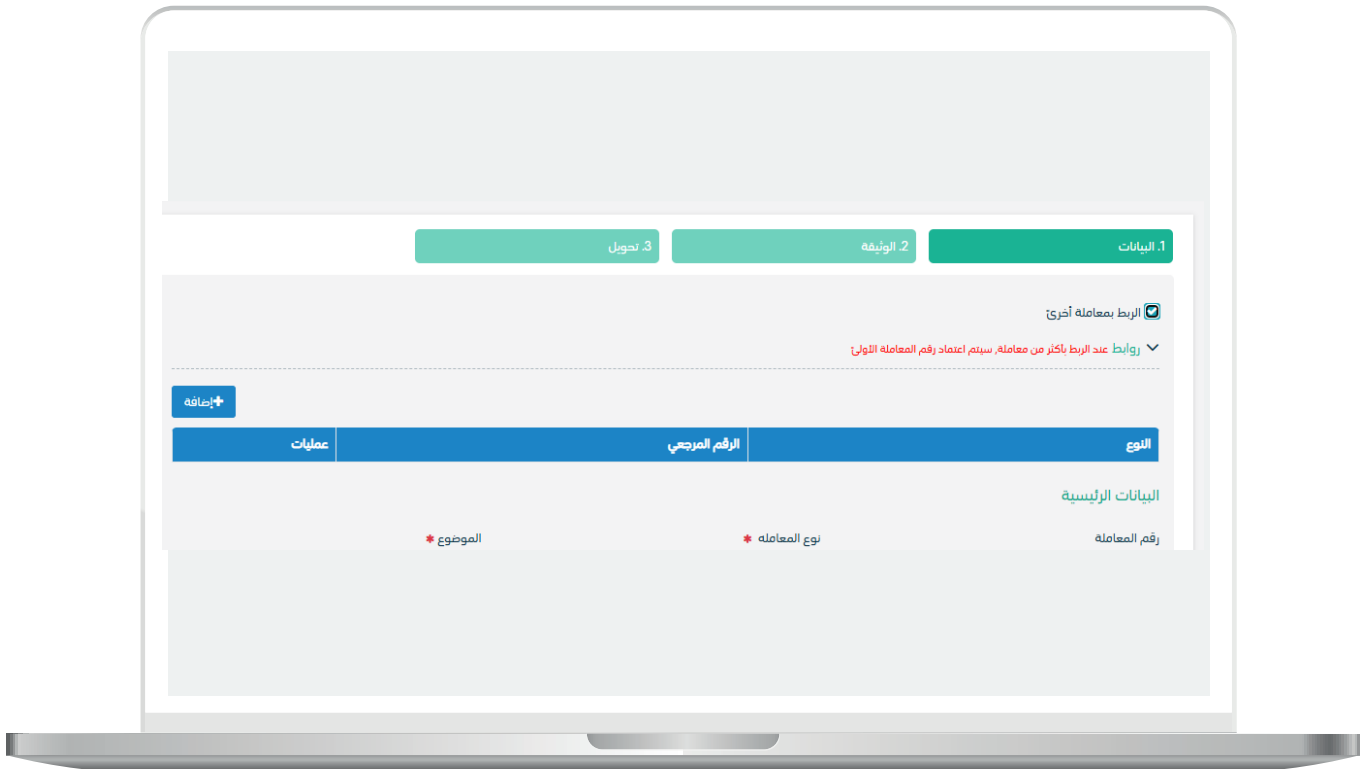 1. البيانات 2. الوثيقة 3. تحويل
الربط بمعاملة أخرى
روابط عند الربط بأكثر من معاملة, سيتم اعتماد رقم المعاملة الأولى
+إضافة
النوع الرقم المرجعي عمليات
البيانات الرئيسية
رقم المعاملة نوع المعامله * الموضوع *